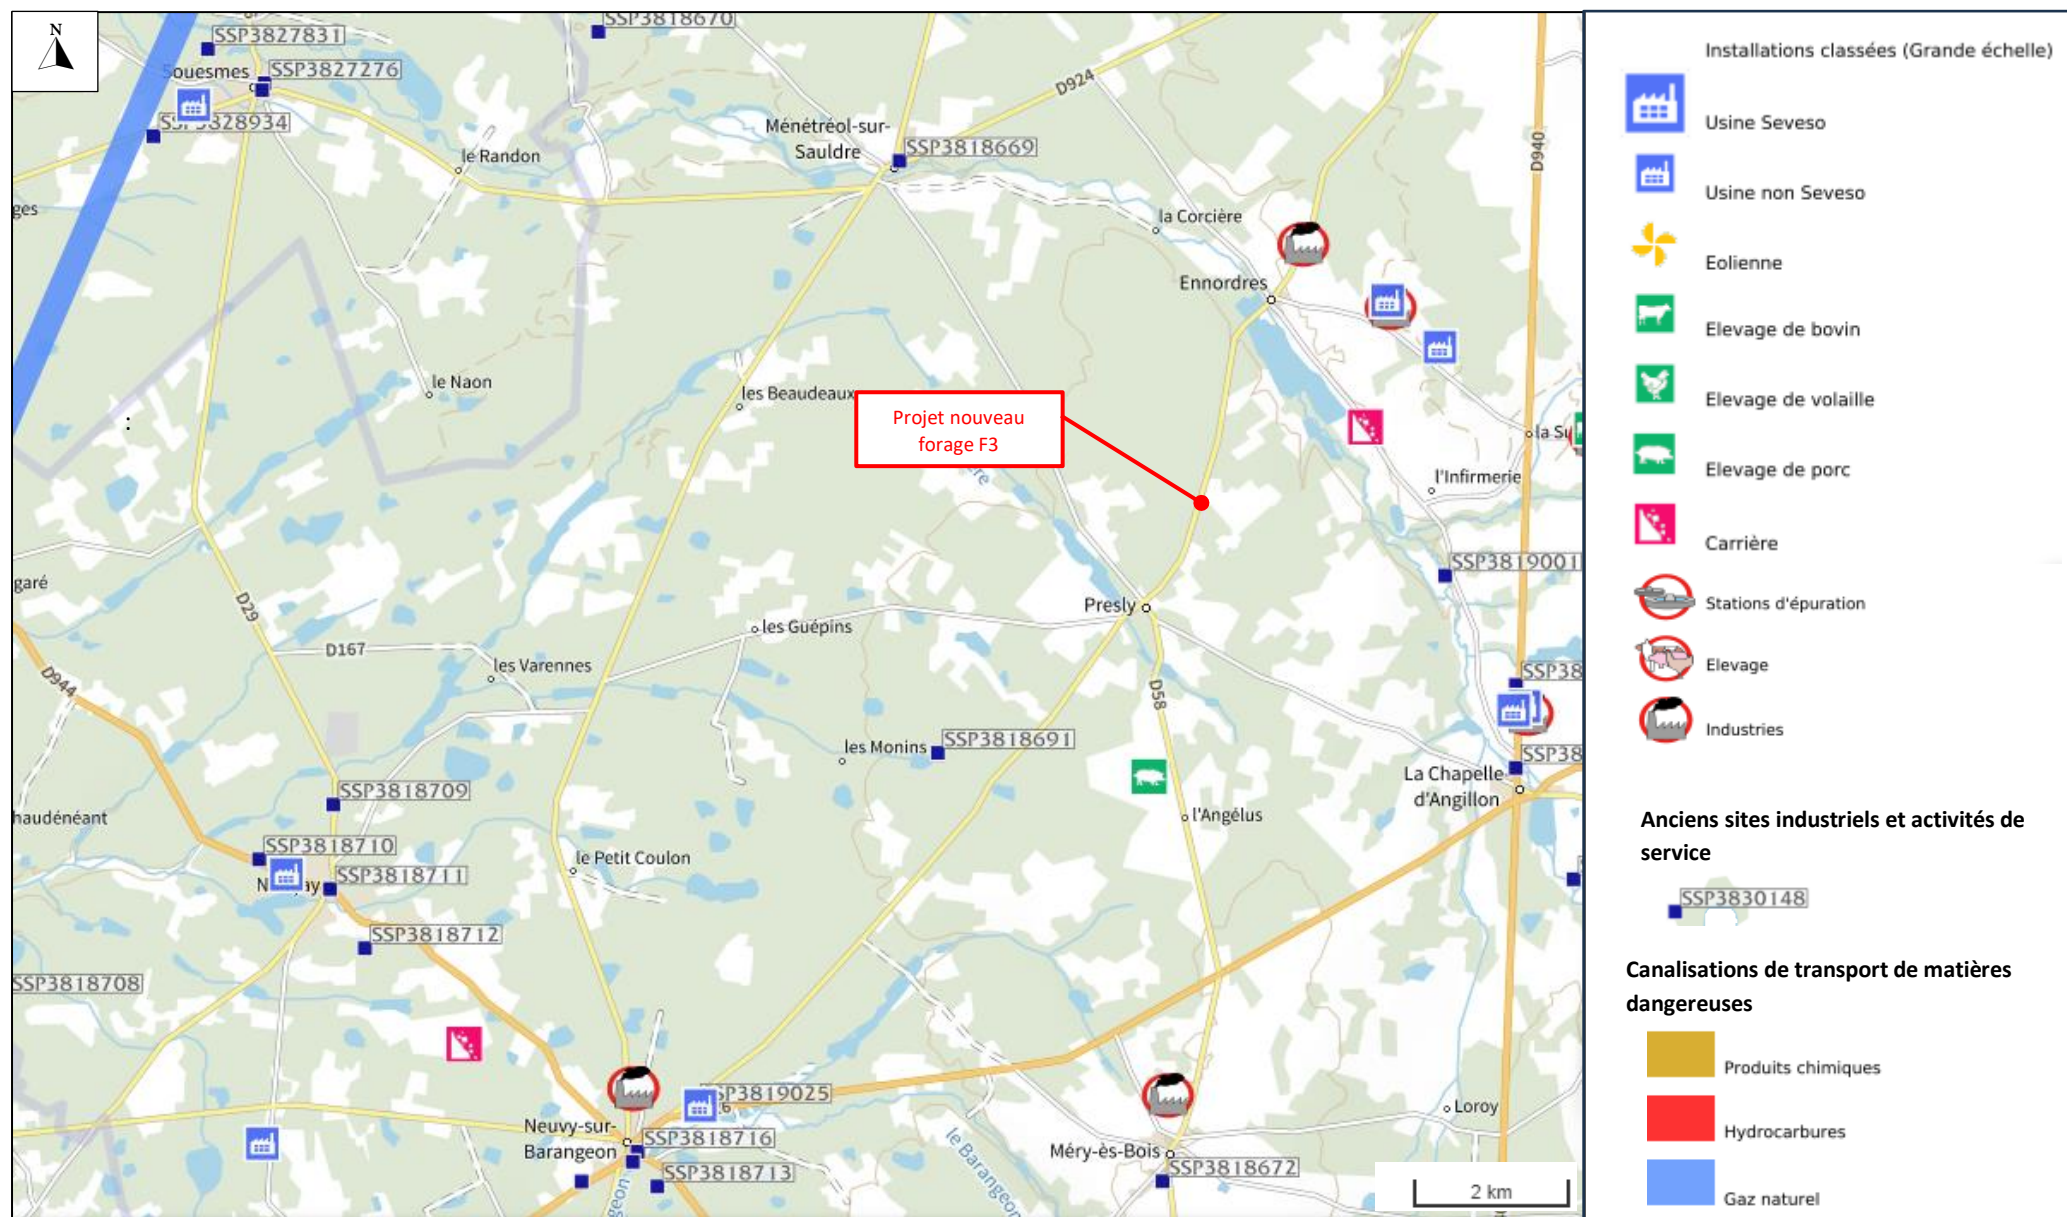 N
SSP3827831
SSP3818670
Souesmes
SSP3827276
SSP3828934
D924
Ménétréol-sur-
Sauldre
SSP3818669
le Randon
D940
la Corcière
Ennordres
le Naon
les Beaudeaux
:
Projet nouveau
forage F3
l'Infirmerie
garé
SSP3819001
D29
Presly
les Guépins
D167
les Varennes
D944
D58
les Monins
SSP3818691
La Chapelle-
d'Angillon
haudénéant
SSP3818709
l'Angélus
SSP3818710
le Petit Coulon
SSP3818711
SSP3818712
SSP3818708
SSP3819025
Loroy
Neuvy-sur-
Barangeon
SSP3818716
le Barangeon
Méry-ès-Bois
SSP3818713
SSP3818672
2 km
Installations classées (Grande échelle)
Usine Seveso
Usine non Seveso
Eolienne
Elevage de bovin
Elevage de volaille
Elevage de porc
Carrière
Stations d'épuration
Elevage
Industries
Anciens sites industriels et activités de
service
SSP3830148
Canalisations de transport de matières
dangereuses
Produits chimiques
Hydrocarbures
Gaz naturel